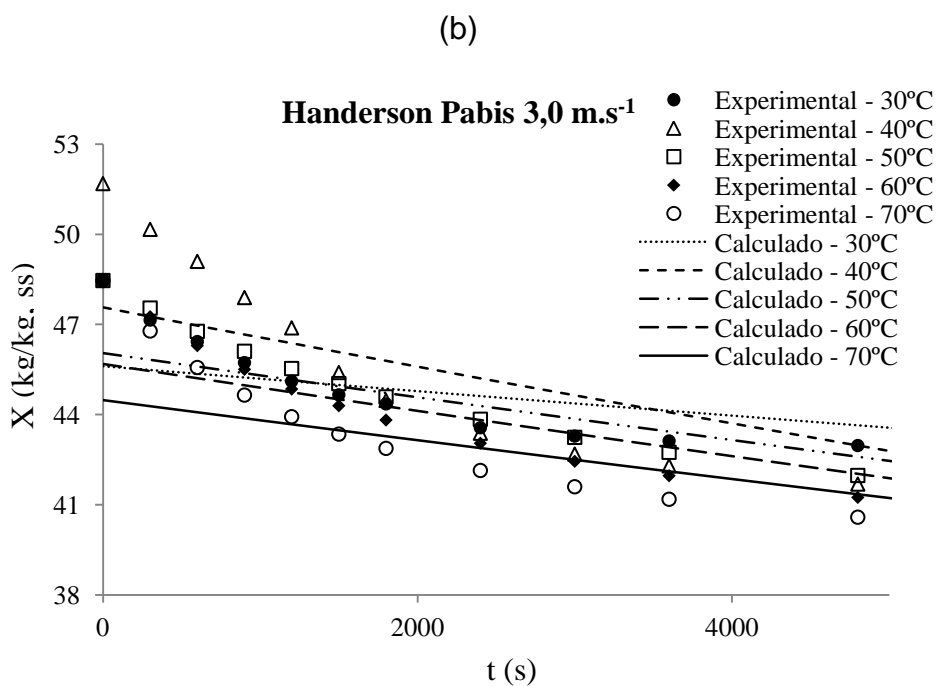 (b)
Handerson Pabis 3,0 m.s-1
Experimental - 30ºC
Experimental - 40ºC
Experimental - 50ºC
Experimental - 60ºC
Experimental - 70ºC
Calculado - 30ºC
Calculado - 40ºC
Calculado - 50ºC
Calculado - 60ºC
Calculado - 70ºC
X (kg/kg. ss)
53
50
47
44
41
38
0
2000
4000
t (s)